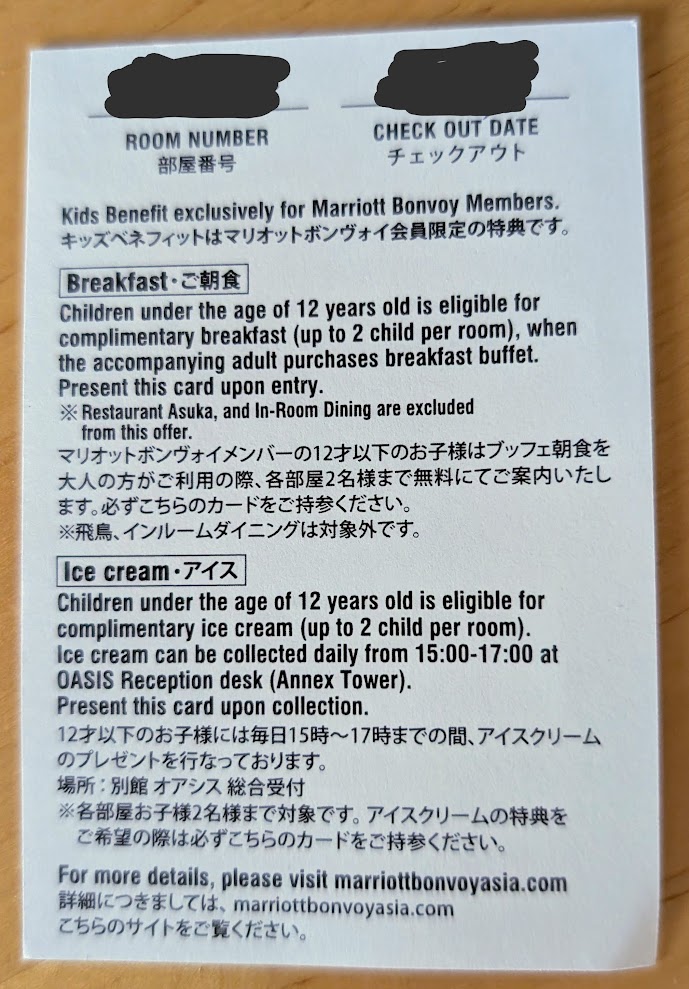 ROOM NUMBER
部屋番号
CHECK OUT DATE
チェックアウト
Kids Benefit exclusively for Marriott Bonvoy Members.
キッズベネフィットはマリオットボンヴォイ会員限定の特典です。
Breakfast・ご朝食
Children under the age of 12 years old is eligible for
complimentary breakfast (up to 2 child per room), when
the accompanying adult purchases breakfast buffet.
Present this card upon entry.
※ Restaurant Asuka, and In-Room Dining are excluded
from this offer.
マリオットボンヴォイメンバーの12才以下のお子様はブッフェ朝食を
大人の方がご利用の際、各部屋2名様まで無料にてご案内いたし
ます。必ずこちらのカードをご持参ください。
※飛鳥、インルームダイニングは対象外です。
Ice cream・アイス
Children under the age of 12 years old is eligible for
complimentary ice cream (up to 2 child per room).
Ice cream can be collected daily from 15:00-17:00 at
OASIS Reception desk (Annex Tower).
Present this card upon collection.
12才以下のお子様には毎日15時～17時までの間、アイスクリーム
のプレゼントを行なっております。
場所：別館 オアシス 総合受付
※各部屋お子様2名様まで対象です。アイスクリームの特典を
ご希望の際は必ずこちらのカードをご持参ください。
For more details, please visit marriottbonvoyasia.com
詳細につきましては、marriottbonvoyasia.com
こちらのサイトをご覧ください。